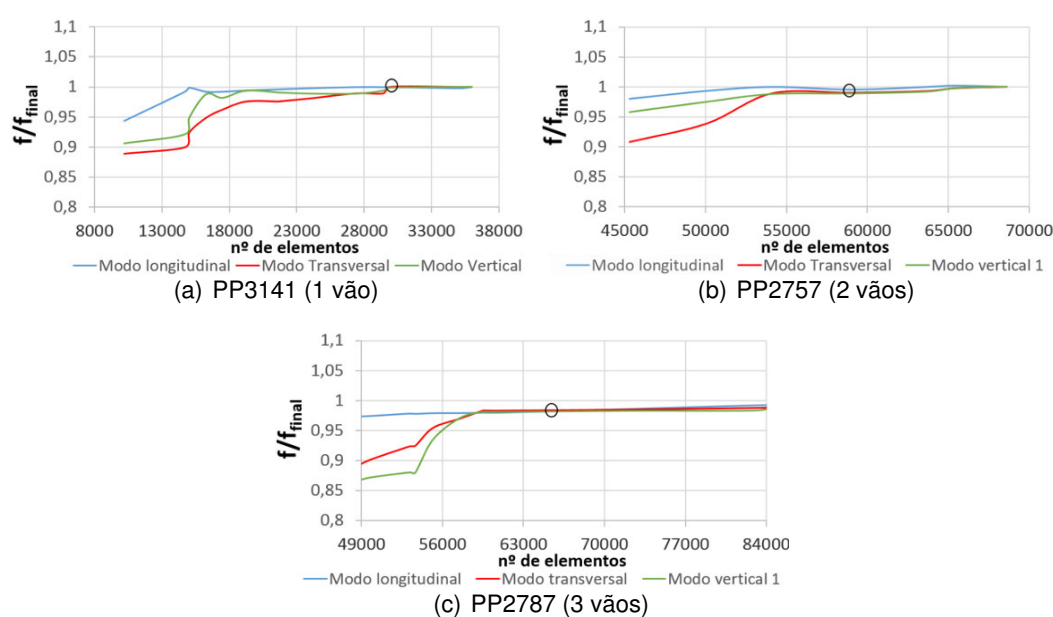 1,1
1,05
1
0,95
0,9
0,85
0,8
f/f_final
8000 13000 18000 23000 28000 33000 38000
nº de elementos
Modo longitudinal Modo Transversal Modo Vertical
(a) PP3141 (1 vão)
1,1
1,05
1
0,95
0,9
0,85
0,8
f/f_final
45000 50000 55000 60000 65000 70000
nº de elementos
Modo longitudinal Modo Transversal Modo vertical 1
(b) PP2757 (2 vãos)
1,1
1,05
1
0,95
0,9
0,85
0,8
f/f_final
49000 56000 63000 70000 77000 84000
nº de elementos
Modo longitudinal Modo transversal Modo vertical 1
(c) PP2787 (3 vãos)